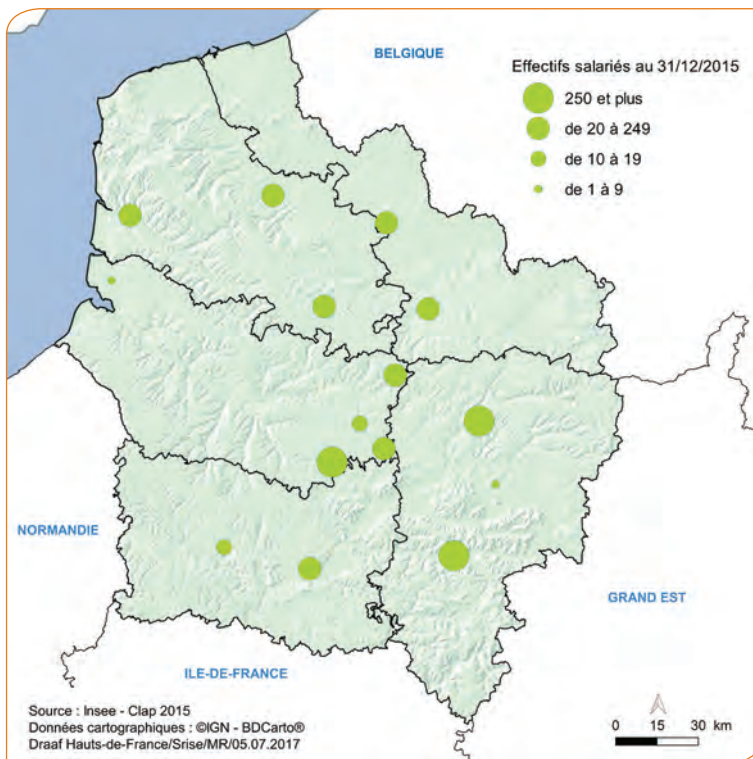 BELGIQUE
Effectifs salariés au 31/12/2015
250 et plus
de 20 à 249
de 10 à 19
de 1 à 9
NORMANDIE
GRAND EST
ILE-DE-FRANCE
Source : Insee - Clap 2015
Données cartographiques : ©IGN - BDCarto®
Draaf Hauts-de-France/Srise/MR/05.07.2017
0 15 30 km